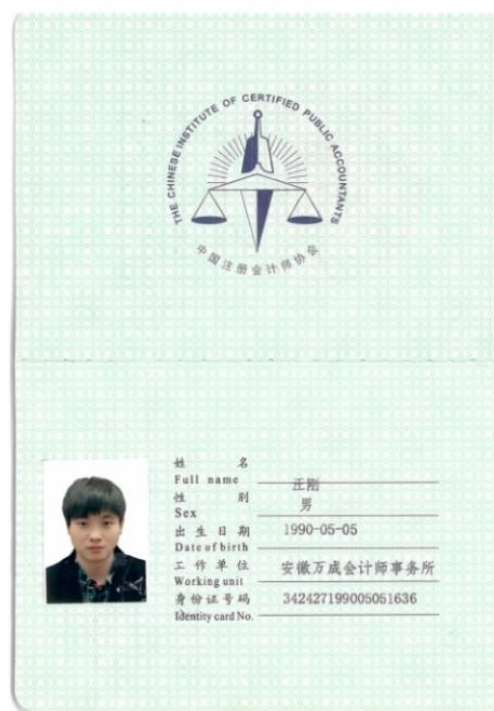 THE CHINESE INSTITUTE OF CERTIFIED PUBLIC ACCOUNTANTS
中国注册会计师协会
姓 名 汪刚
Full name
性 别 男
Sex
出生日期 1990-05-05
Date of birth
工作单位 安徽万成会计师事务所
Working unit
身份证号码 342427199005051636
Identity card No.